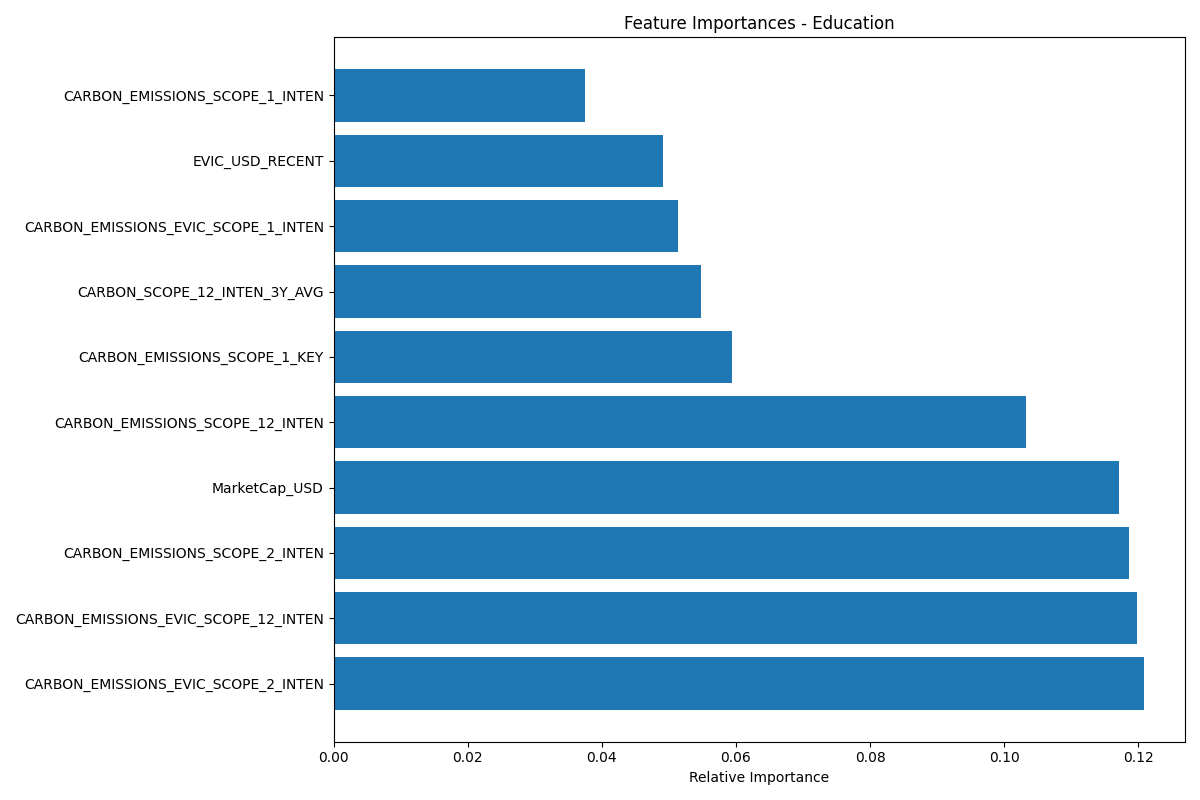 Feature Importances - Education
CARBON_EMISSIONS_SCOPE_1_INTEN
EVIC_USD_RECENT
CARBON_EMISSIONS_EVIC_SCOPE_1_INTEN
CARBON_SCOPE_12_INTEN_3Y_AVG
CARBON_EMISSIONS_SCOPE_1_KEY
CARBON_EMISSIONS_SCOPE_12_INTEN
MarketCap_USD
CARBON_EMISSIONS_SCOPE_2_INTEN
CARBON_EMISSIONS_EVIC_SCOPE_12_INTEN
CARBON_EMISSIONS_EVIC_SCOPE_2_INTEN
0.00 0.02 0.04 0.06 0.08 0.10 0.12
Relative Importance